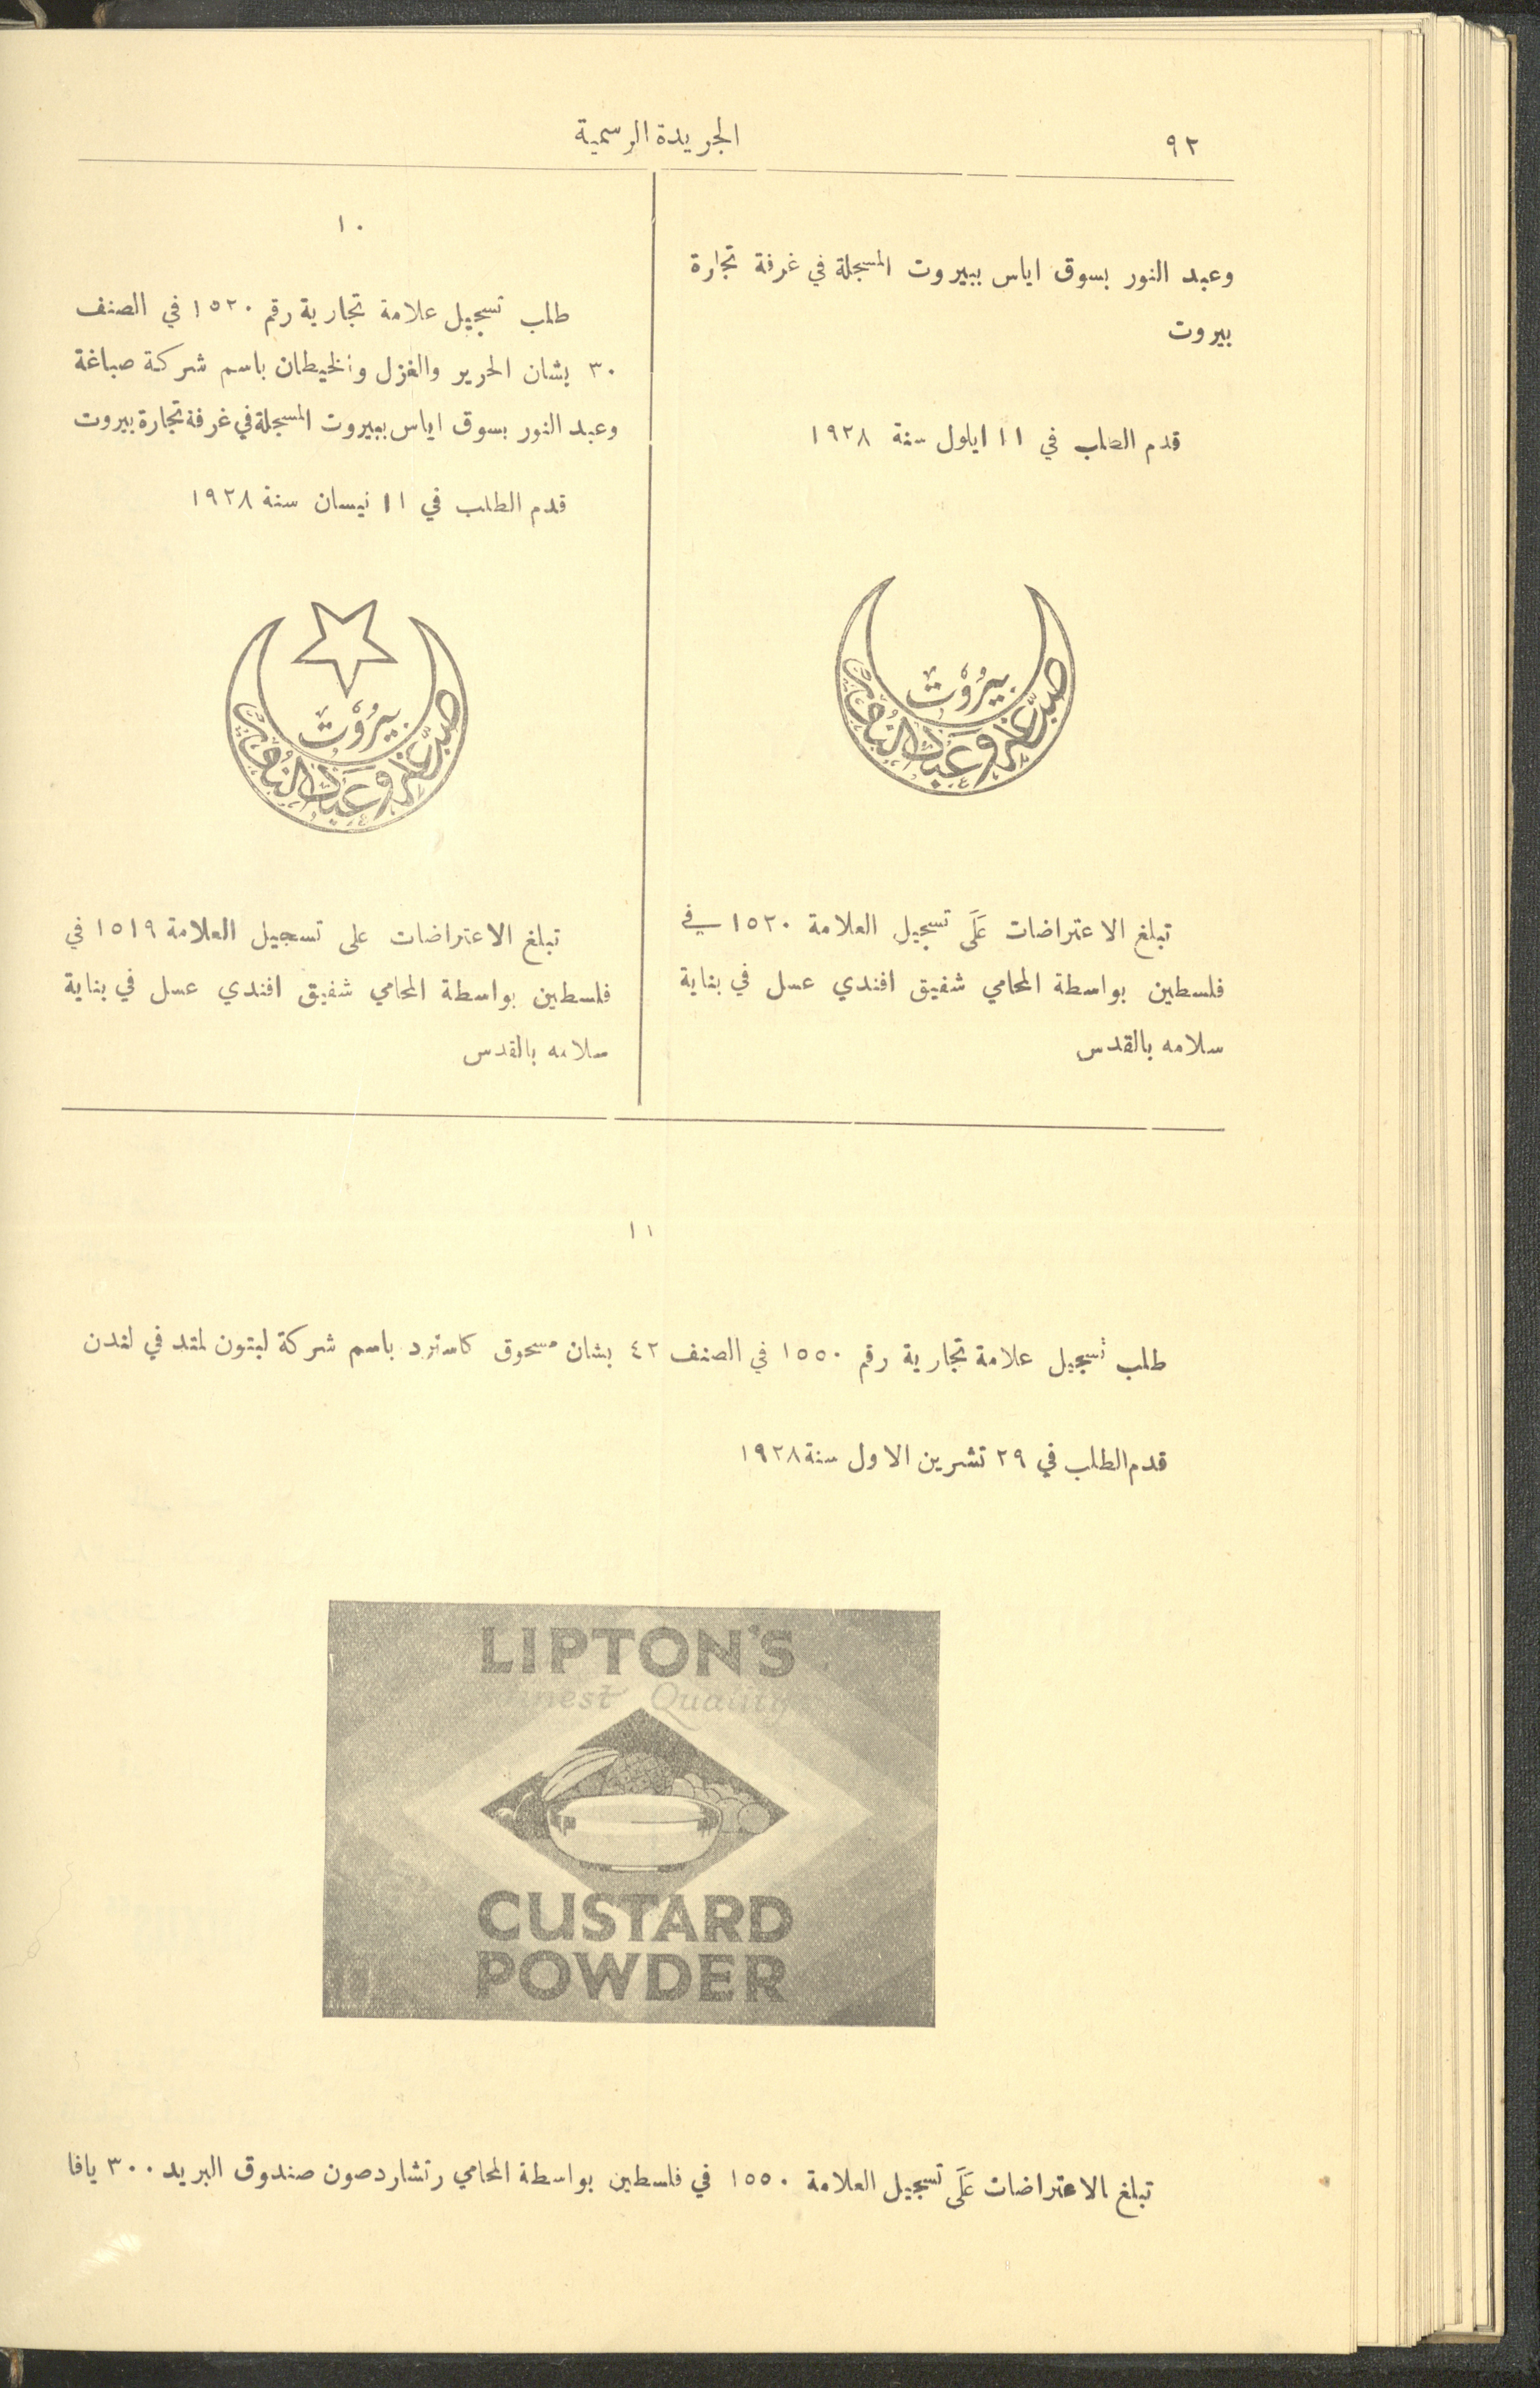 ٩٢
الجريدة الرسمية
وعبد النور بسوق اياس ببيروت المسجلة في غرفة تجارة
بيروت
قدم الطلب في ١١ ايلول سنة ١٩٢٨
بيروت
وعبد النور
تبلغ الاعتراضات عَلَى تسجيل العلامة ١٥٢٠ في
فلسطين بواسطة المحامي شفيق افندي عسل في بناية
سلامه بالقدس
١٠
طلب تسجيل علامة تجارية رقم ١٥٢٠ في الصنف
٣٠ بشان الحرير والغزل والخيطان باسم شركة صباغة
وعبد النور بسوق اياس ببيروت المسجلة في غرفة تجارة بيروت
قدم الطلب في ١١ نيسان سنة ١٩٢٨
بيروت
وعبد النور
تبلغ الاعتراضات على تسجيل العلامة ١٥١٩ في
فلسطين بواسطة المحامي شفيق افندي عسل في بناية
سلامه بالقدس
١١
طلب تسجيل علامة تجارية رقم ١٥٥٠ في الصنف ٤٢ بشان مسحوق كاسترد باسم شركة لبتون لمتد في لندن
قدم الطلب في ٢٩ تشرين الاول سنة ١٩٢٨
LIPTON'S
Finest Quality
CUSTARD
POWDER
تبلغ الاعتراضات عَلَى تسجيل العلامة ١٥٥٠ في فلسطين بواسطة المحامي رتشاردصون صندوق البريد ٣٠٠ يافا